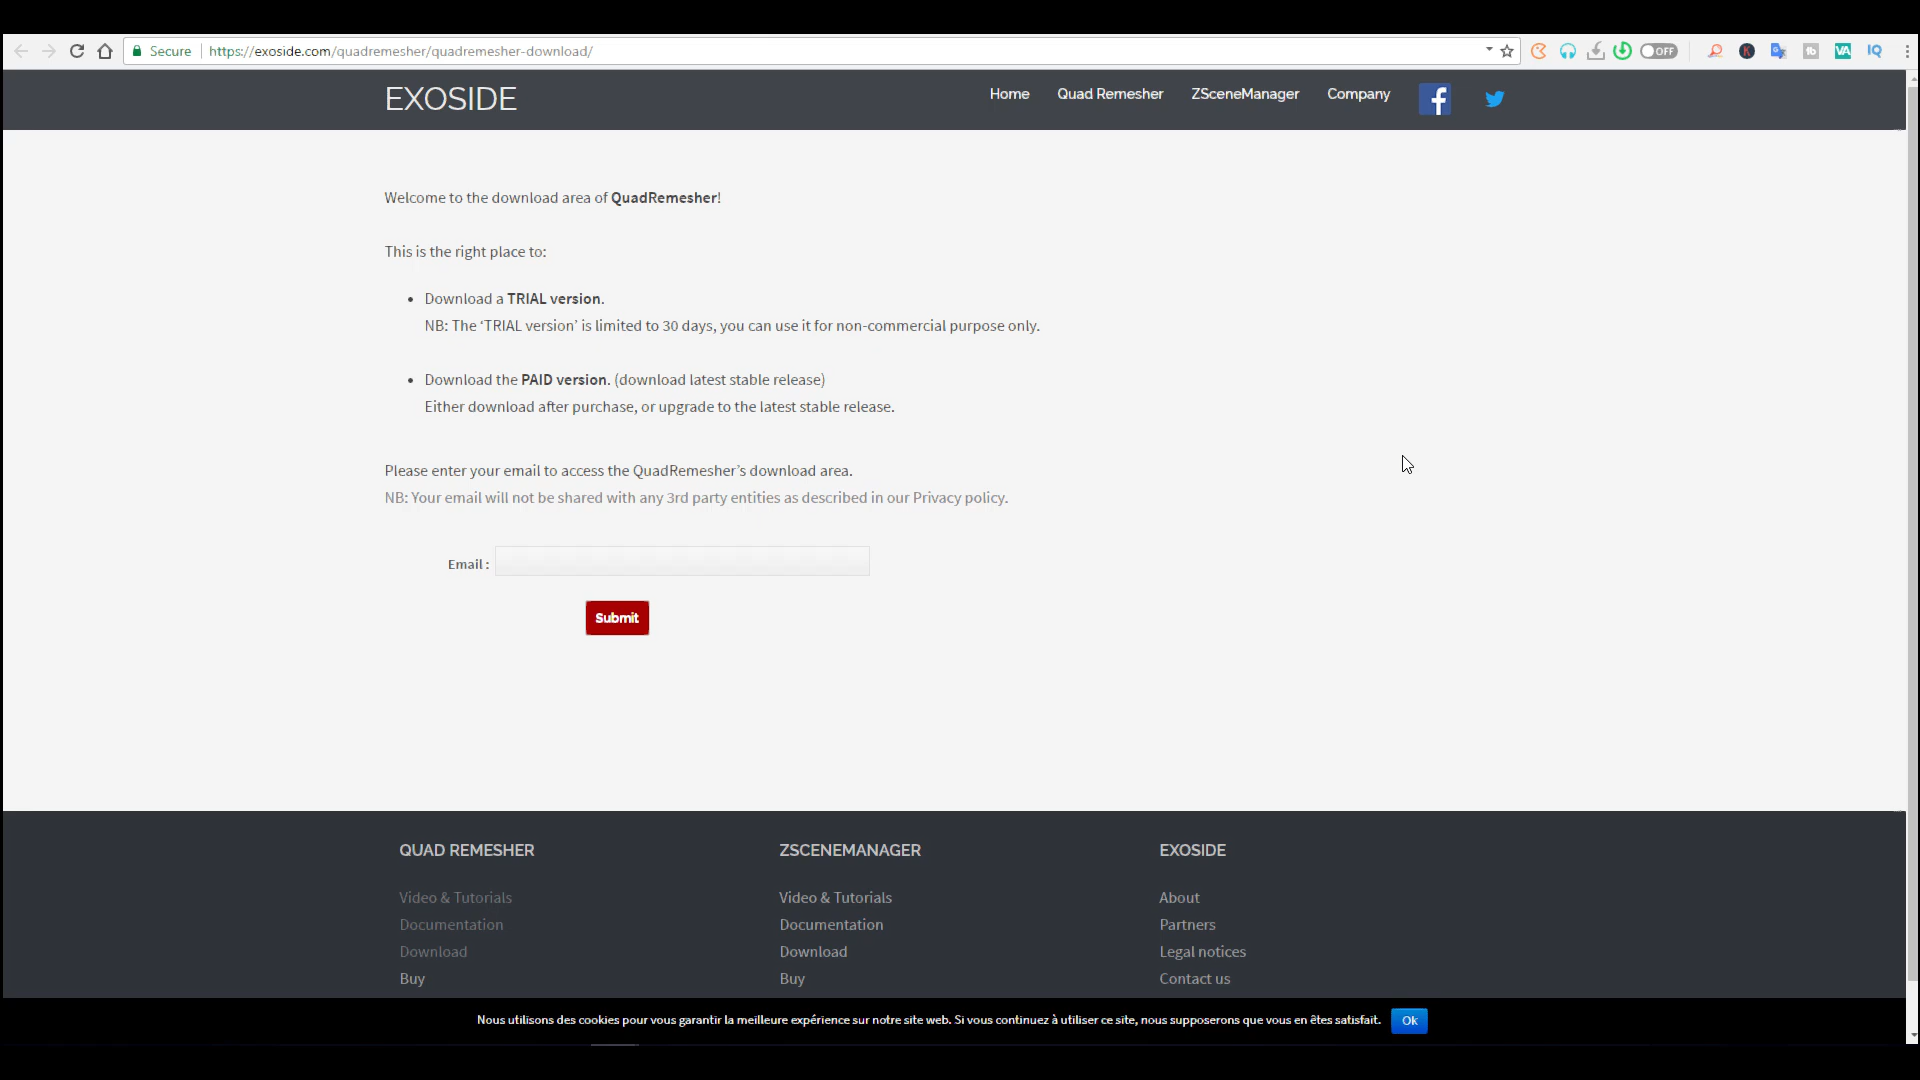 Secure https://exoside.com/quadremesher/quadremesher-download/ OFF K fb VA IQ
EXOSIDE Home Quad Remesher ZSceneManager Company
Welcome to the download area of QuadRemesher!
This is the right place to:
• Download a TRIAL version.
NB: The ‘TRIAL version’ is limited to 30 days, you can use it for non-commercial purpose only.
• Download the PAID version. (download latest stable release)
Either download after purchase, or upgrade to the latest stable release.
Please enter your email to access the QuadRemesher’s download area.
NB: Your email will not be shared with any 3rd party entities as described in our Privacy policy.
Email :
Submit
QUAD REMESHER
Video & Tutorials
Documentation
Download
Buy
ZSCENEMANAGER
Video & Tutorials
Documentation
Download
Buy
EXOSIDE
About
Partners
Legal notices
Contact us
Nous utilisons des cookies pour vous garantir la meilleure expérience sur notre site web. Si vous continuez à utiliser ce site, nous supposerons que vous en êtes satisfait. Ok